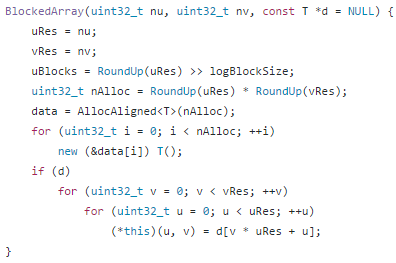 BlockedArray(uint32_t nu, uint32_t nv, const T *d = NULL) {
    uRes = nu;
    vRes = nv;
    uBlocks = RoundUp(uRes) >> logBlockSize;
    uint32_t nAlloc = RoundUp(uRes) * RoundUp(vRes);
    data = AllocAligned<T>(nAlloc);
    for (uint32_t i = 0; i < nAlloc; ++i)
        new (&data[i]) T();
    if (d)
        for (uint32_t v = 0; v < vRes; ++v)
            for (uint32_t u = 0; u < uRes; ++u)
                (*this)(u, v) = d[v * uRes + u];
}